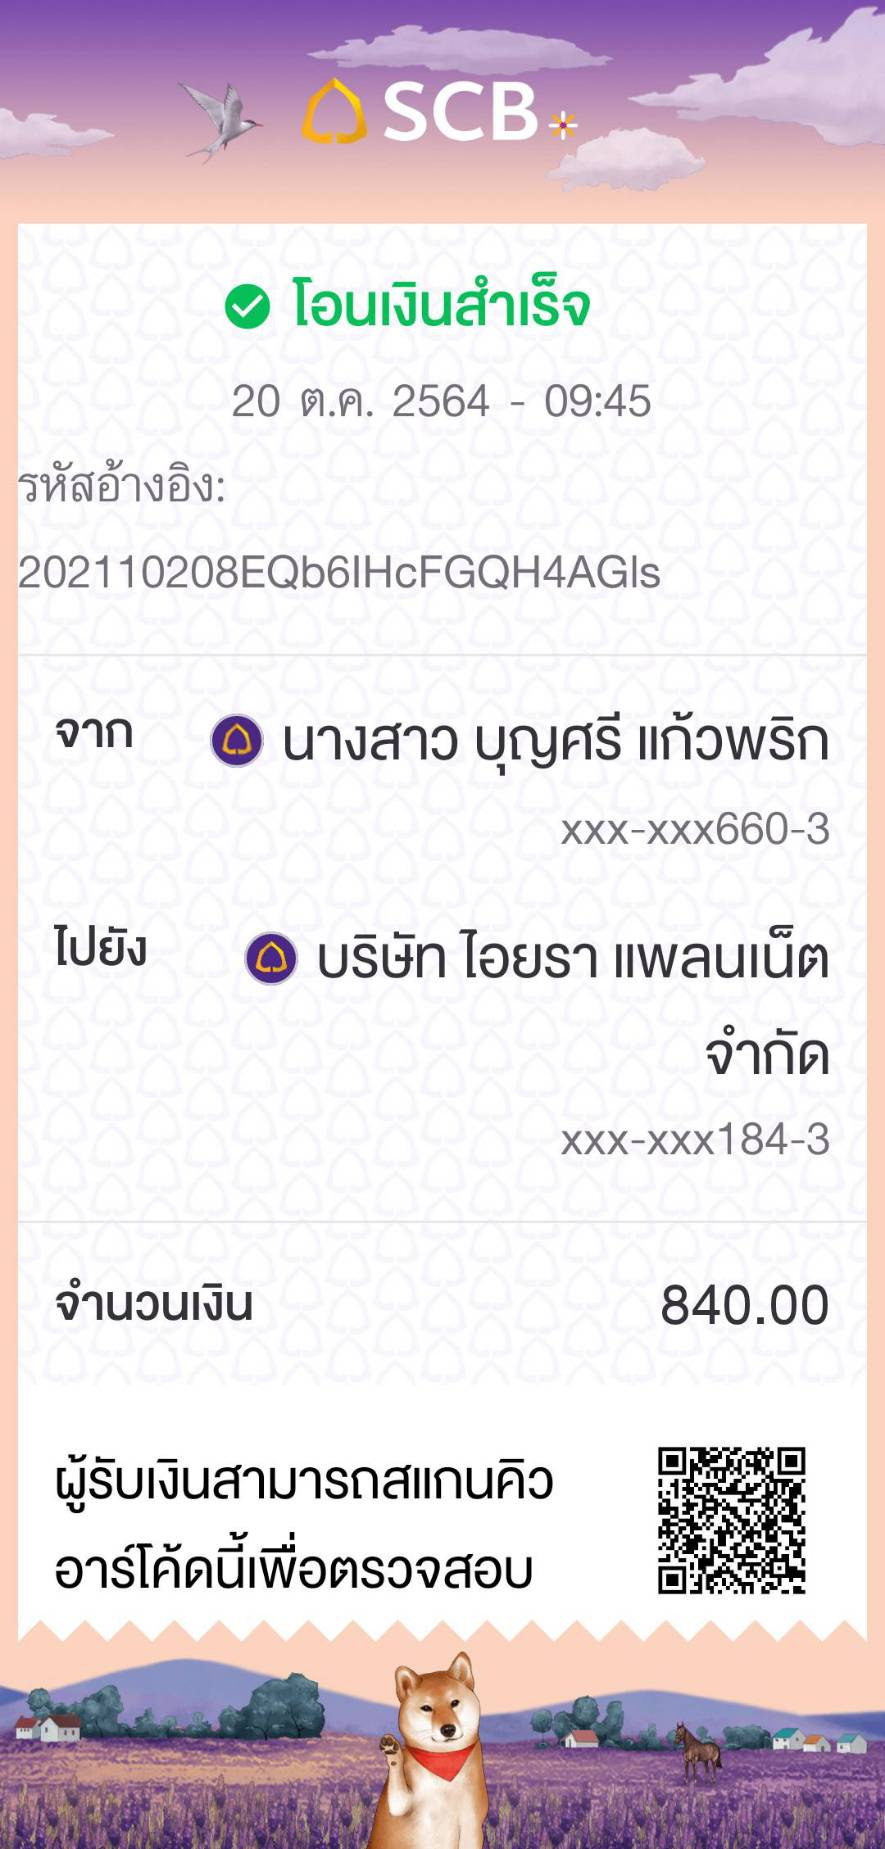 SCB
โอนเงินสำเร็จ
20 ต.ค. 2564 - 09:45
รหัสอ้างอิง:
202110208EQb6IHcFGQH4AGls
จาก นางสาว บุญศรี แก้วพริก
xxx-xxx660-3
ไปยัง บริษัท ไอยรา แพลนเน็ต
จำกัด
xxx-xxx184-3
จำนวนเงิน 840.00
ผู้รับเงินสามารถสแกนคิว
อาร์โค้ดนี้เพื่อตรวจสอบ